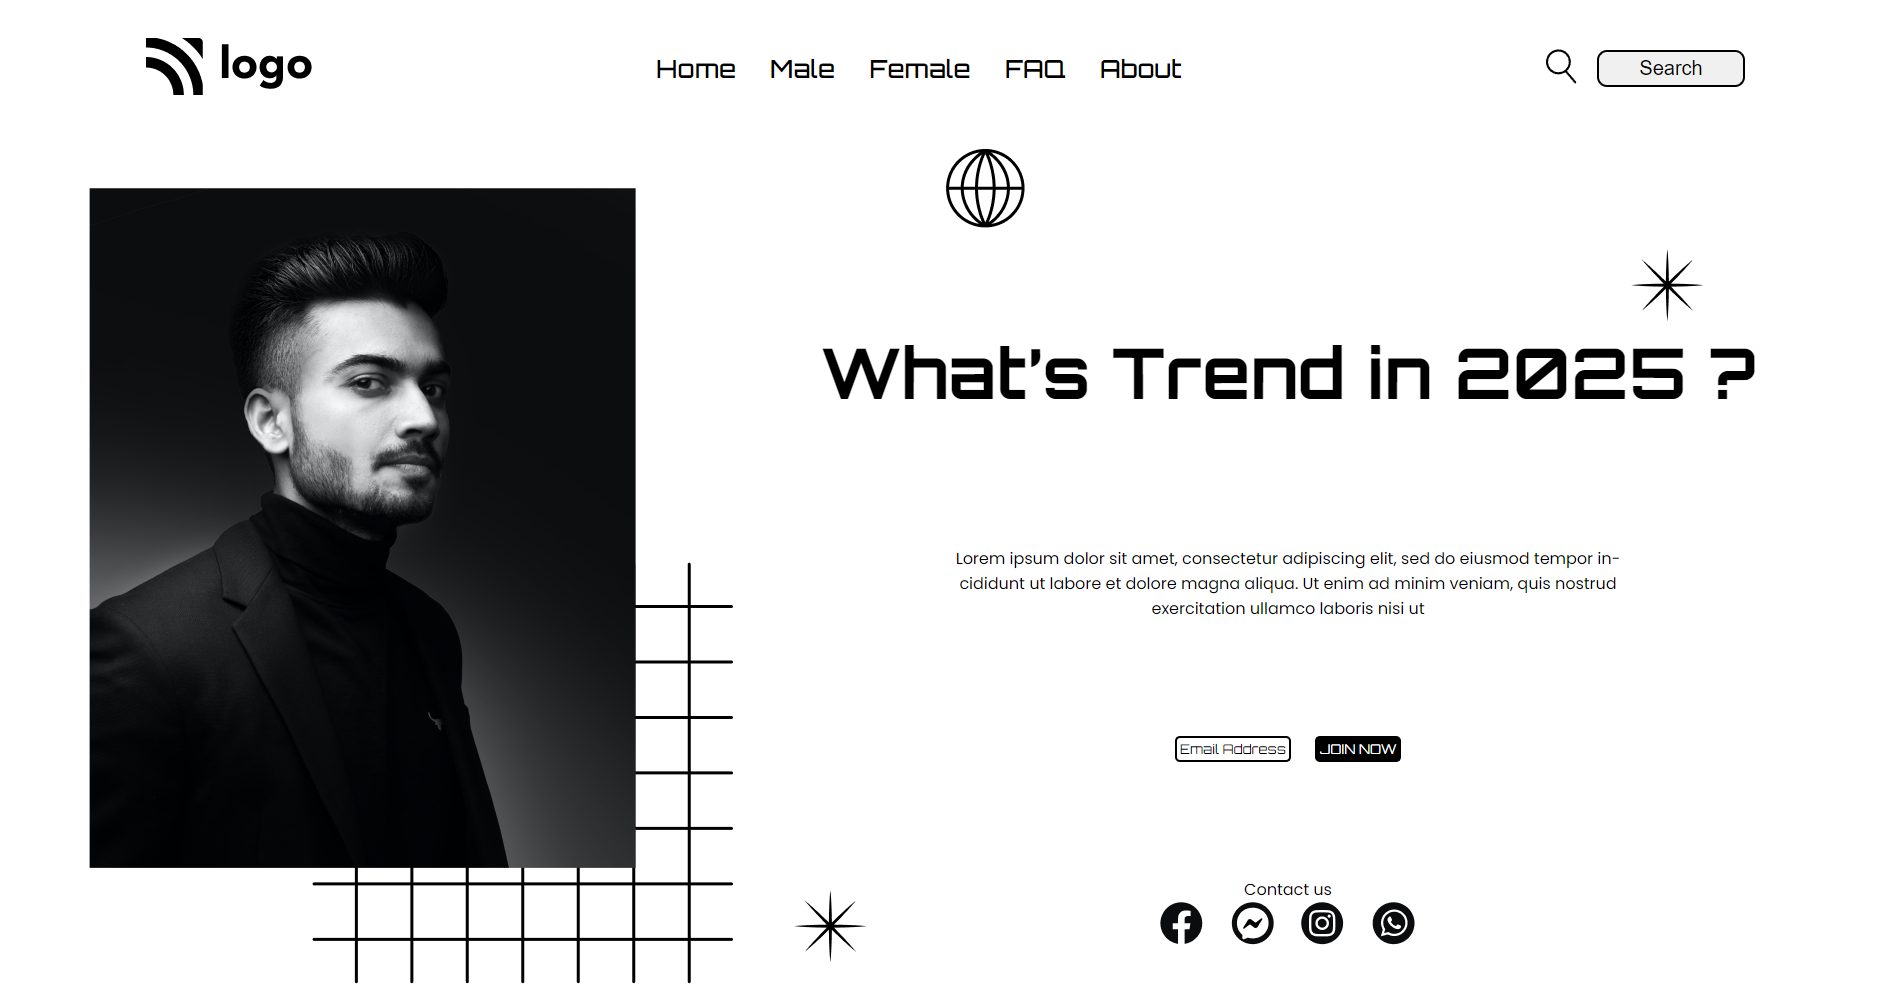 logo
Home Male Female FAQ About
Search
What's Trend in 2025 ?
Lorem ipsum dolor sit amet, consectetur adipiscing elit, sed do eiusmod tempor in-
cididunt ut labore et dolore magna aliqua. Ut enim ad minim veniam, quis nostrud
exercitation ullamco laboris nisi ut
Email Address JOIN NOW
Contact us